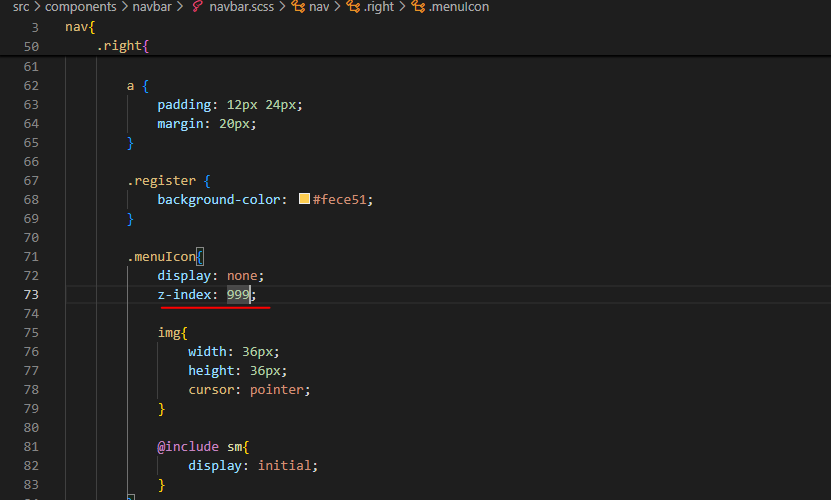 src > components > navbar > navbar.scss > nav > .right > .menuIcon
3 nav{
50 .right{
61
62 a {
63 padding: 12px 24px;
64 margin: 20px;
65 }
66
67 .register {
68 background-color: #fece51;
69 }
70
71 .menuIcon{
72 display: none;
73 z-index: 999;
74
75 img{
76 width: 36px;
77 height: 36px;
78 cursor: pointer;
79 }
80
81 @include sm{
82 display: initial;
83 }